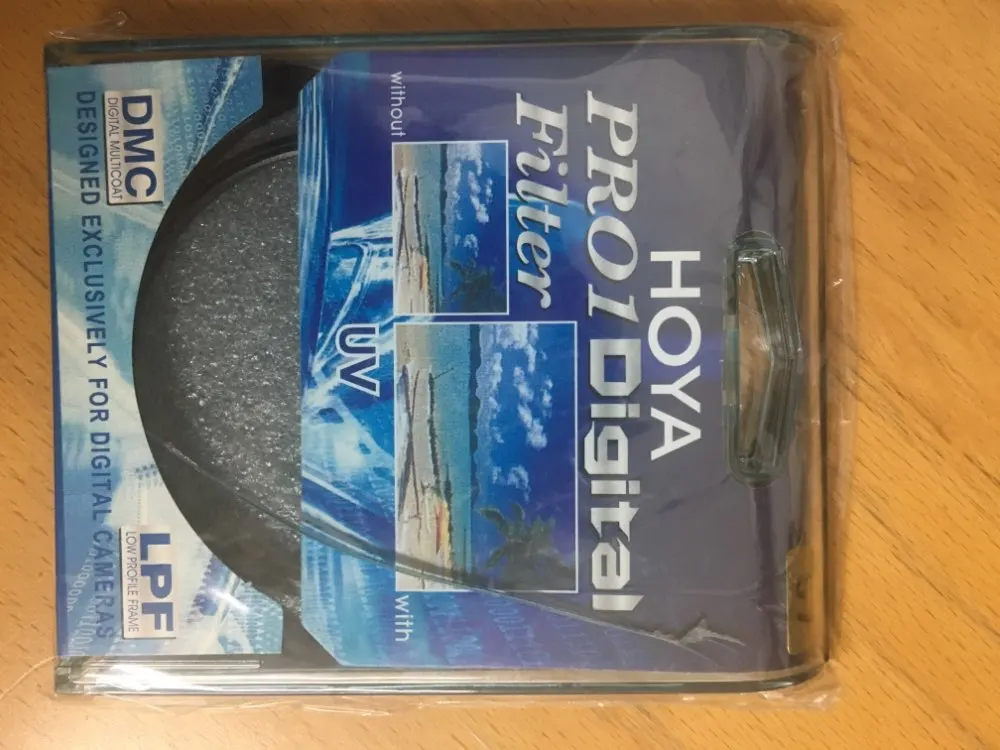 HOYA
PRO1 Digital
Filter
without
with
UV
DMC
DIGITAL MULTICOAT
LPF
LOW PROFILE FRAME
DESIGNED EXCLUSIVELY FOR DIGITAL CAMERAS